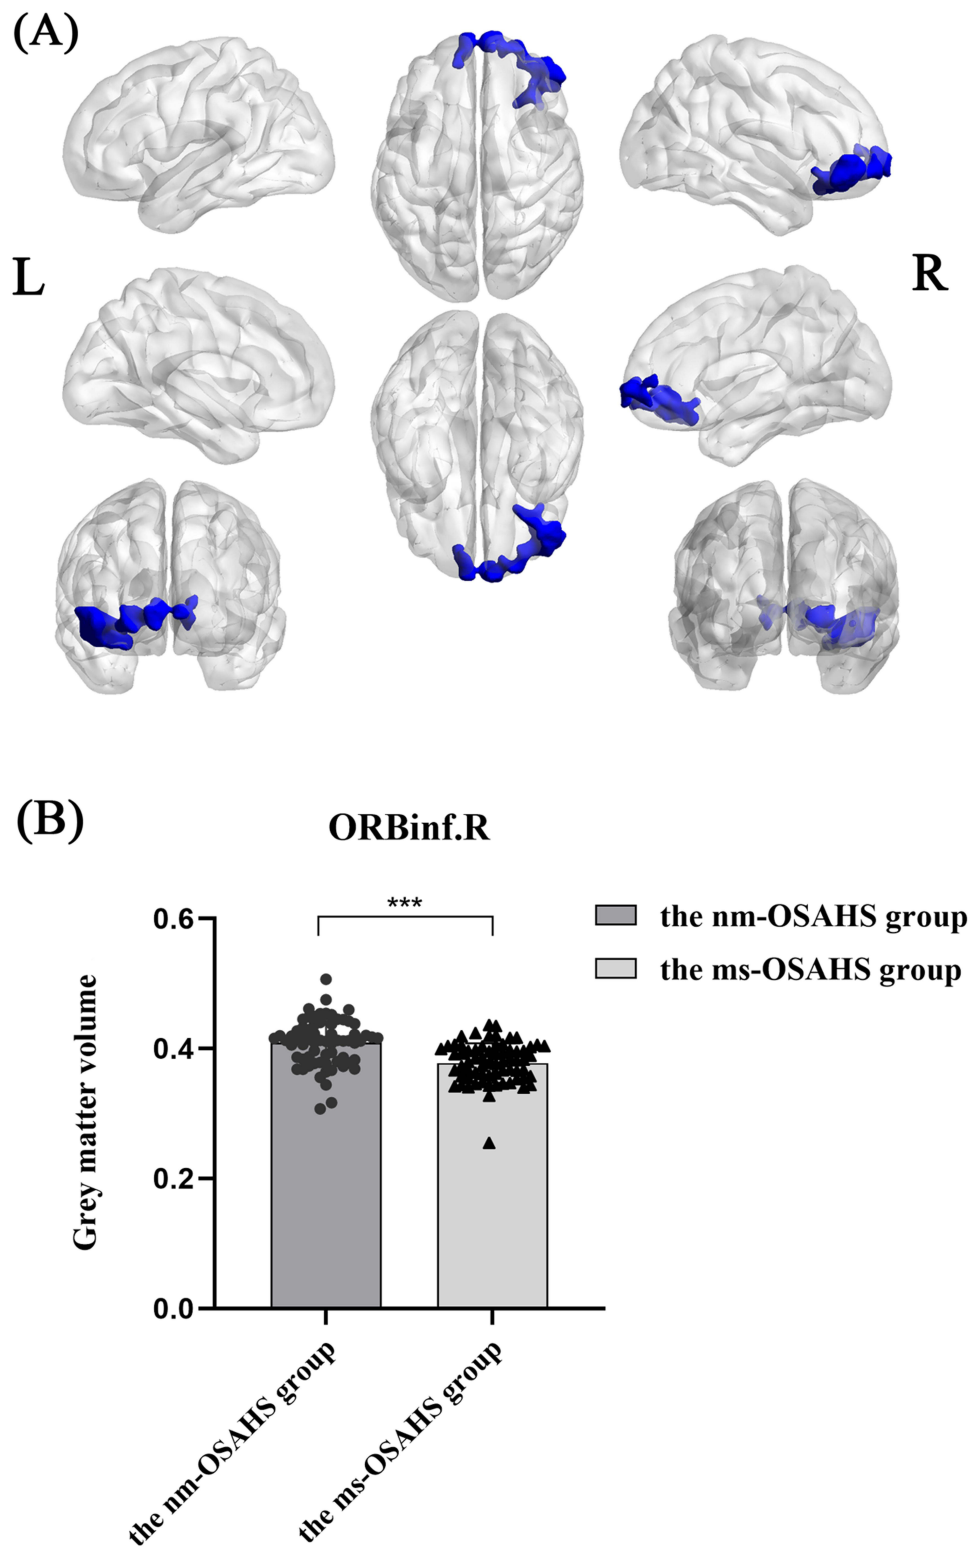 (A)
L
R
(B)
ORBinf.R
***
the nm-OSAHS group
the ms-OSAHS group
Grey matter volume
0.6
0.4
0.2
0.0
the nm-OSAHS group
the ms-OSAHS group